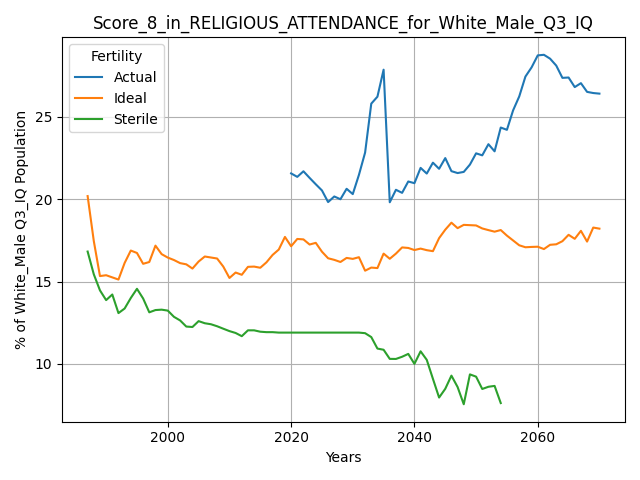 Score_8_in_RELIGIOUS_ATTENDANCE_for_White_Male_Q3_IQ
Fertility
Actual
Ideal
Sterile
% of White_Male Q3_IQ Population
25
20
15
10
2000
2020
2040
2060
Years